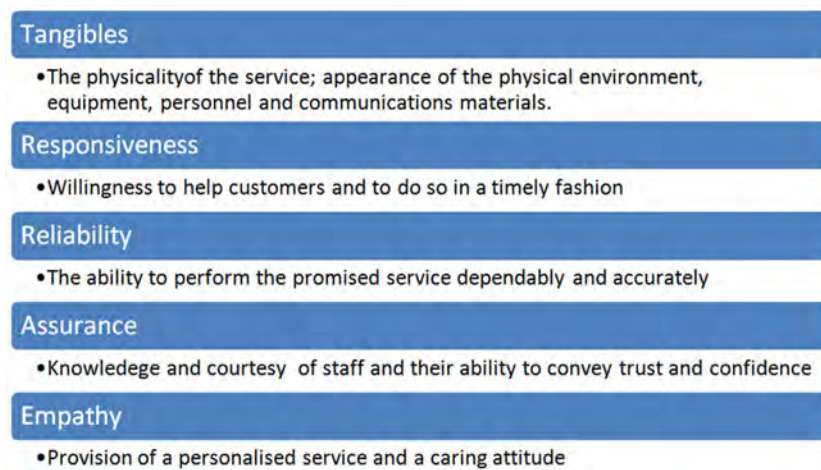 Tangibles
•The physicalityof the service; appearance of the physical environment,
equipment, personnel and communications materials.
Responsiveness
•Willingness to help customers and to do so in a timely fashion
Reliability
•The ability to perform the promised service dependably and accurately
Assurance
•Knowledege and courtesy of staff and their ability to convey trust and confidence
Empathy
•Provision of a personalised service and a caring attitude